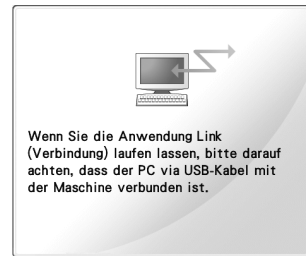 Wenn Sie die Anwendung Link
(Verbindung) laufen lassen, bitte darauf
achten, dass der PC via USB-Kabel mit
der Maschine verbunden ist.